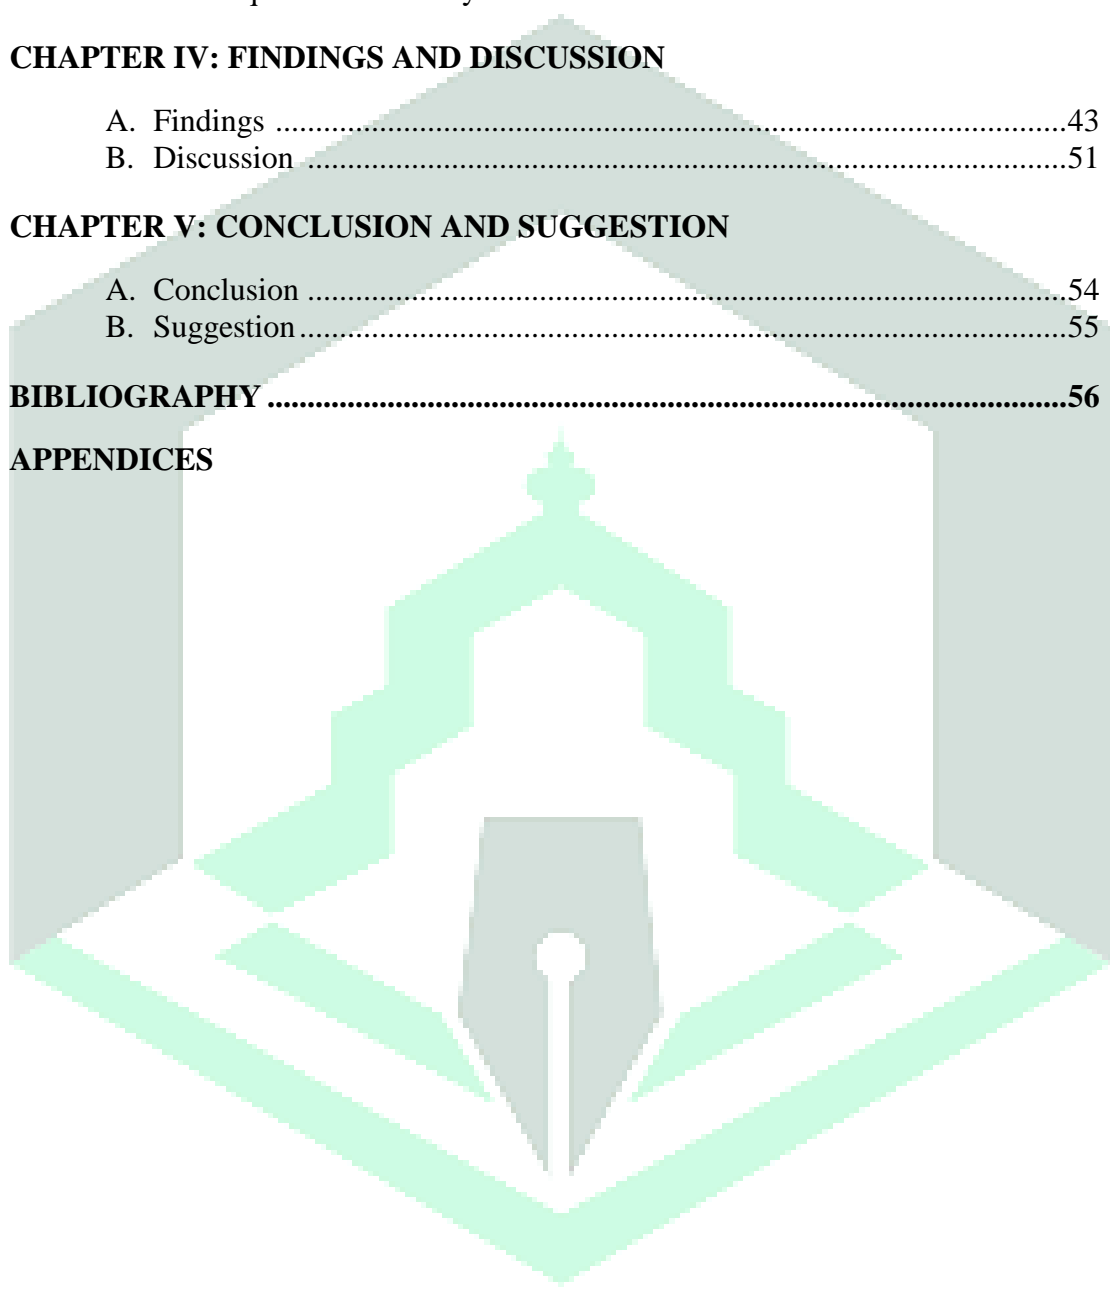 CHAPTER IV: FINDINGS AND DISCUSSION
A. Findings ....................................................................................................43
B. Discussion ................................................................................................51
CHAPTER V: CONCLUSION AND SUGGESTION
A. Conclusion ................................................................................................54
B. Suggestion.................................................................................................55
BIBLIOGRAPHY .....................................................................................................56
APPENDICES